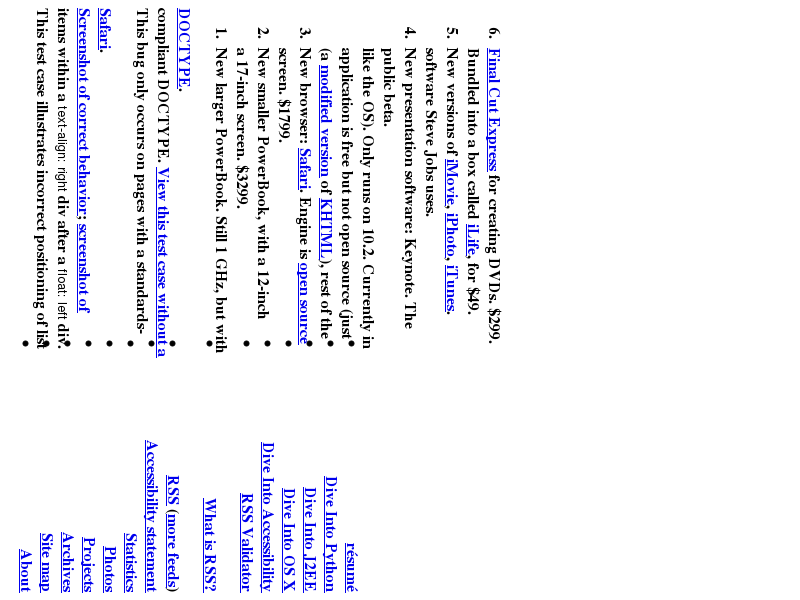 This test case illustrates incorrect positioning of list
items within a text-align: right div after a float: left div.
Screenshot of correct behavior; screenshot of
Safari.
This bug only occurs on pages with a standards-
compliant DOCTYPE. View this test case without a
DOCTYPE.
1. New larger PowerBook. Still 1 GHz, but with
a 17-inch screen. $3299.
2. New smaller PowerBook, with a 12-inch
screen. $1799.
3. New browser: Safari. Engine is open source
(a modified version of KHTML), rest of the
application is free but not open source (just
like the OS). Only runs on 10.2. Currently in
public beta.
4. New presentation software: Keynote. The
software Steve Jobs uses.
5. New versions of iMovie, iPhoto, iTunes.
Bundled into a box called iLife, for $49.
6. Final Cut Express for creating DVDs. $299.
About
Site map
Archives
Projects
Photos
Statistics
Accessibility statement
RSS (more feeds)
What is RSS?
RSS Validator
Dive Into Accessibility
Dive Into OS X
Dive Into J2EE
Dive Into Python
résumé